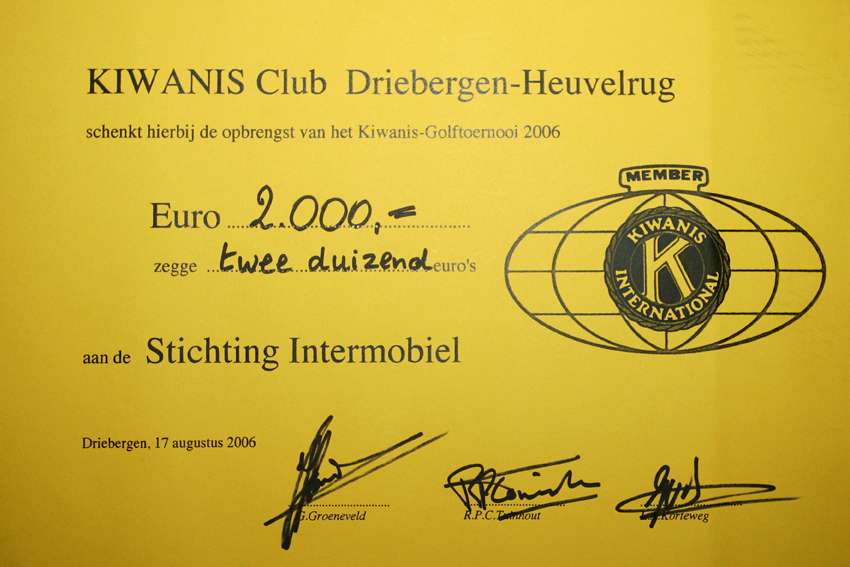 KIWANIS Club Driebergen-Heuvelrug
schenkt hierbij de opbrengst van het Kiwanis-Golftoernooi 2006
MEMBER
KIWANIS
K
INTERNATIONAL
Euro 2.000,=
zegge twee duizend euro's
aan de Stichting Intermobiel
Driebergen, 17 augustus 2006
G.Groeneveld R.P.C. Korteweg